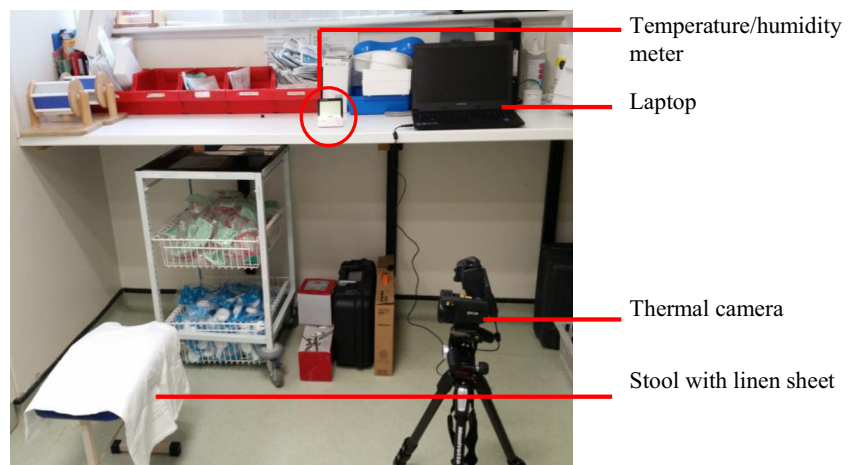 Temperature/humidity
meter
Laptop
Thermal camera
Stool with linen sheet